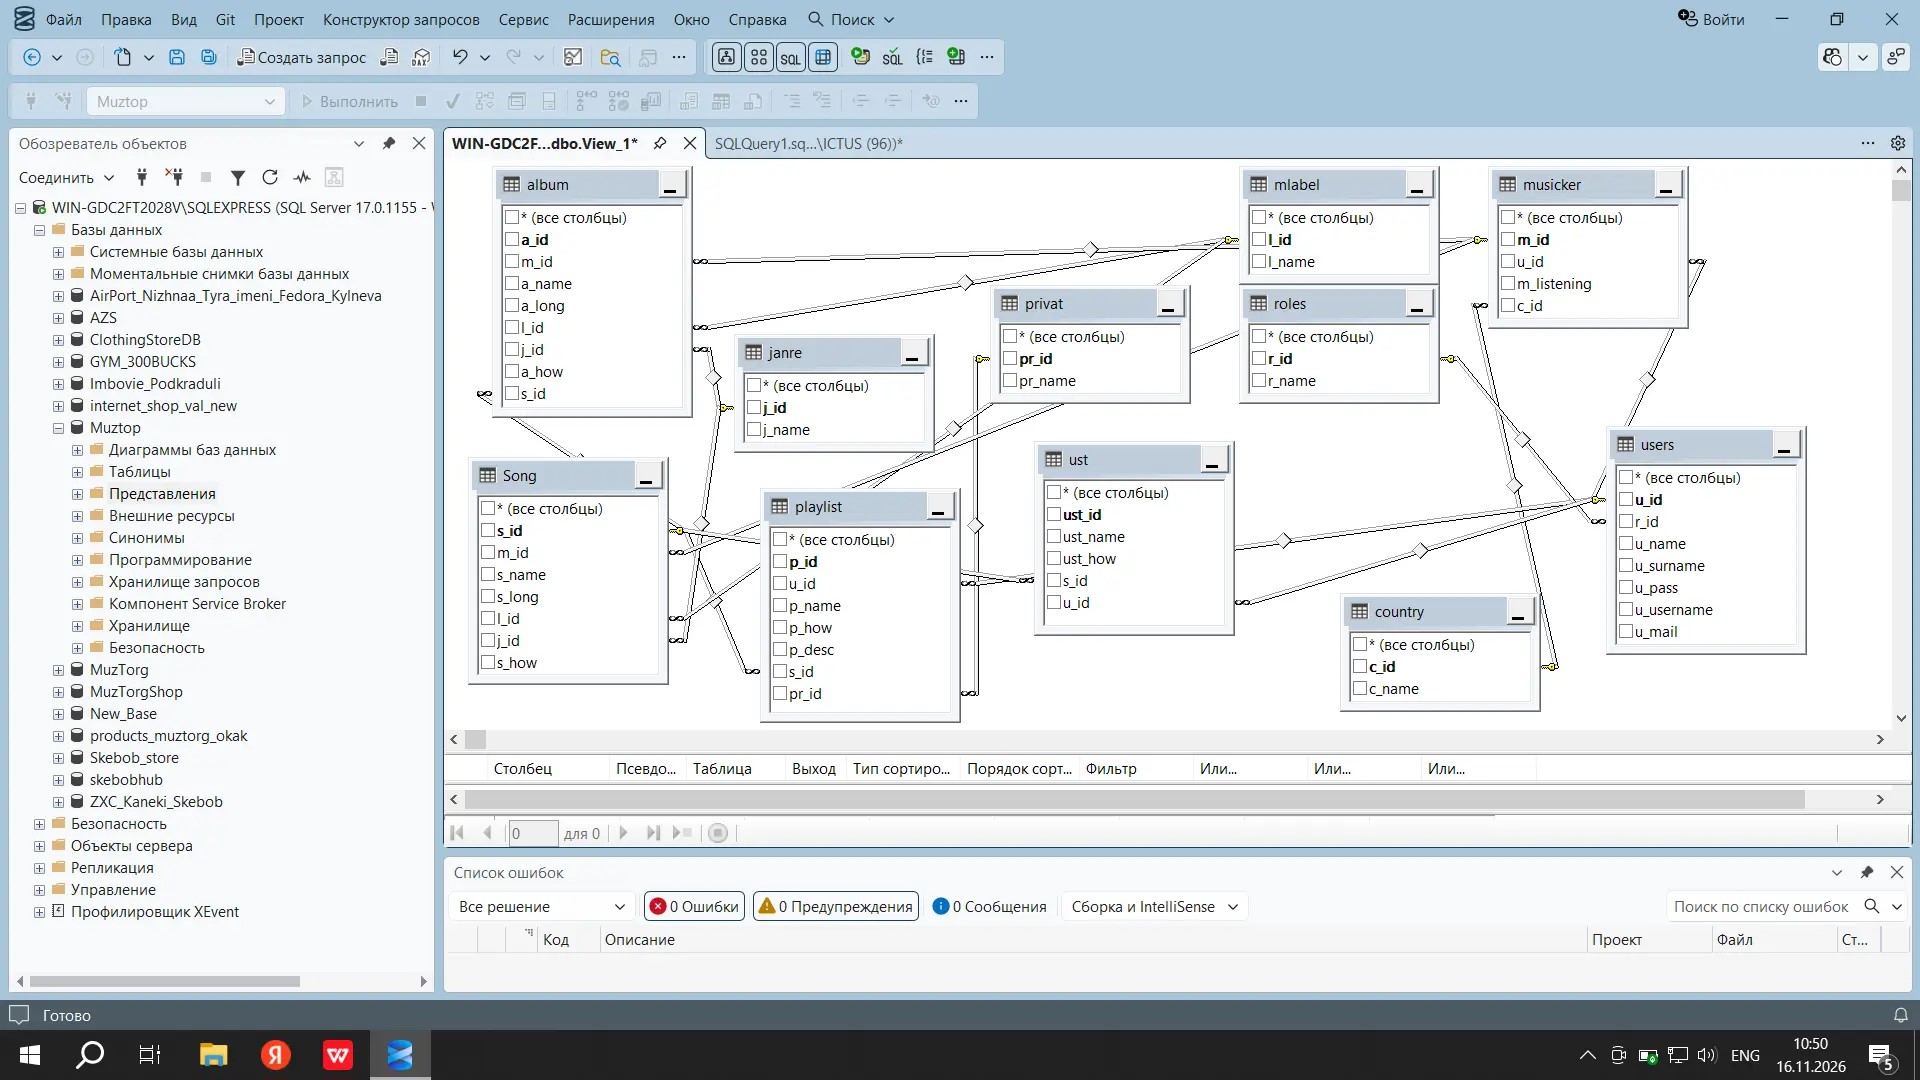 Файл Правка Вид Git Проект Конструктор запросов Сервис Расширения Окно Справка Поиск Войти
Создать запрос SQL SQL
Muztop Выполнить
Обозреватель объектов
Соединить
WIN-GDC2FT2028V\SQLEXPRESS (SQL Server 17.0.1155 -
Базы данных
Системные базы данных
Моментальные снимки базы данных
AirPort_Nizhnaa_Tyra_imeni_Fedora_Kylneva
AZS
ClothingStoreDB
GYM_300BUCKS
Imbovie_Podkraduli
internet_shop_val_new
Muztop
Диаграммы баз данных
Таблицы
Представления
Внешние ресурсы
Синонимы
Программирование
Хранилище запросов
Компонент Service Broker
Хранилище
Безопасность
MuzTorg
MuzTorgShop
New_Base
products_muztorg_okak
Skebob_store
skebobhub
ZXC_Kaneki_Skebob
Безопасность
Объекты сервера
Репликация
Управление
Профилировщик XEvent
WIN-GDC2F...dbo.View_1* SQLQuery1.sq...\ICTUS (96))*
album
* (все столбцы)
a_id
m_id
a_name
a_long
l_id
j_id
a_how
s_id
janre
* (все столбцы)
j_id
j_name
privat
* (все столбцы)
pr_id
pr_name
mlabel
* (все столбцы)
l_id
l_name
roles
* (все столбцы)
r_id
r_name
musicker
* (все столбцы)
m_id
u_id
m_listening
c_id
Song
* (все столбцы)
s_id
m_id
s_name
s_long
l_id
j_id
s_how
playlist
* (все столбцы)
p_id
u_id
p_name
p_how
p_desc
s_id
pr_id
ust
* (все столбцы)
ust_id
ust_name
ust_how
s_id
u_id
country
* (все столбцы)
c_id
c_name
users
* (все столбцы)
u_id
r_id
u_name
u_surname
u_pass
u_username
u_mail
Столбец Псевдо... Таблица Выход Тип сортиро... Порядок сорт... Фильтр Или... Или... Или...
0 для 0
Список ошибок
Все решение 0 Ошибки 0 Предупреждения 0 Сообщения Сборка и IntelliSense Поиск по списку ошибок
Код Описание Проект Файл Ст...
Готово
ENG 10:50
16.11.2026
5